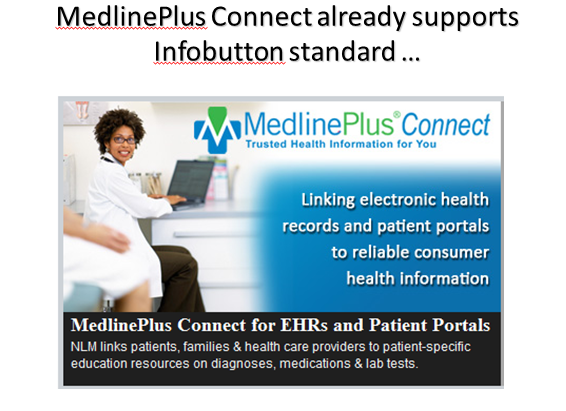 MedlinePlus Connect already supports
Infobutton standard ...
MedlinePlus® Connect
Trusted Health Information for You
Linking electronic health
records and patient portals
to reliable consumer
health information
MedlinePlus Connect for EHRs and Patient Portals
NLM links patients, families & health care providers to patient-specific
education resources on diagnoses, medications & lab tests.